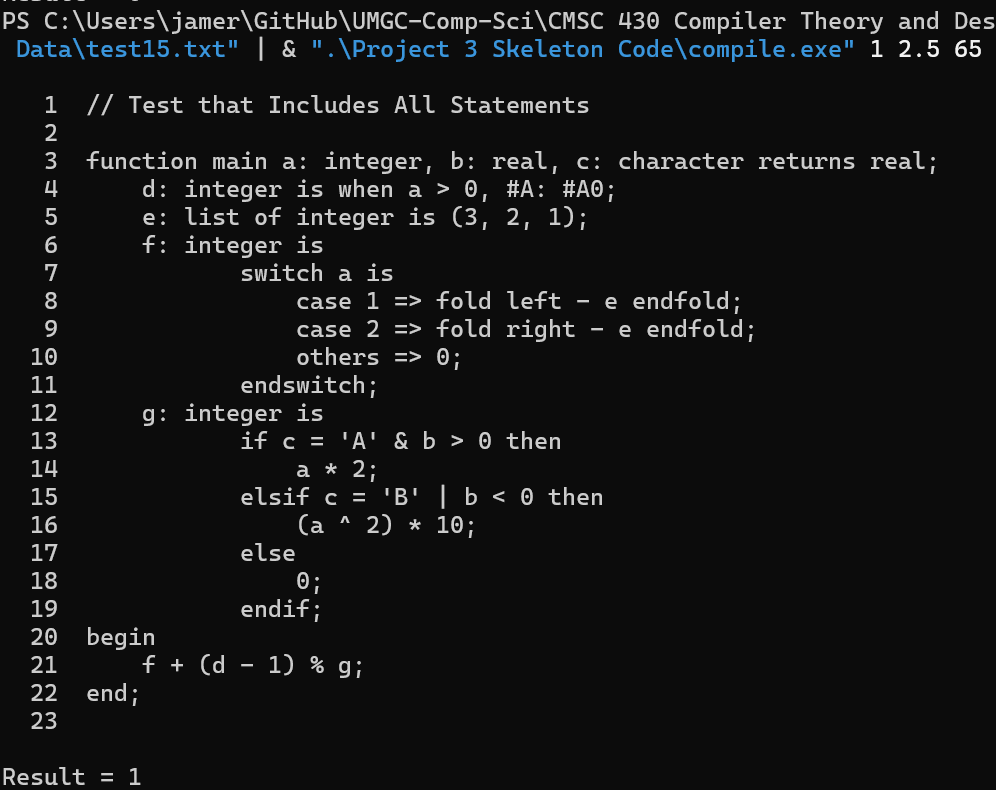 PS C:\Users\jamer\GitHub\UMGC-Comp-Sci\CMSC 430 Compiler Theory and Des
 Data\test15.txt" | & ".\Project 3 Skeleton Code\compile.exe" 1 2.5 65

   1  // Test that Includes All Statements
   2
   3  function main a: integer, b: real, c: character returns real;
   4      d: integer is when a > 0, #A: #A0;
   5      e: list of integer is (3, 2, 1);
   6      f: integer is
   7             switch a is
   8                 case 1 => fold left - e endfold;
   9                 case 2 => fold right - e endfold;
  10                 others => 0;
  11             endswitch;
  12      g: integer is
  13             if c = 'A' & b > 0 then
  14                 a * 2;
  15             elsif c = 'B' | b < 0 then
  16                 (a ^ 2) * 10;
  17             else
  18                 0;
  19             endif;
  20  begin
  21      f + (d - 1) % g;
  22  end;
  23

Result = 1